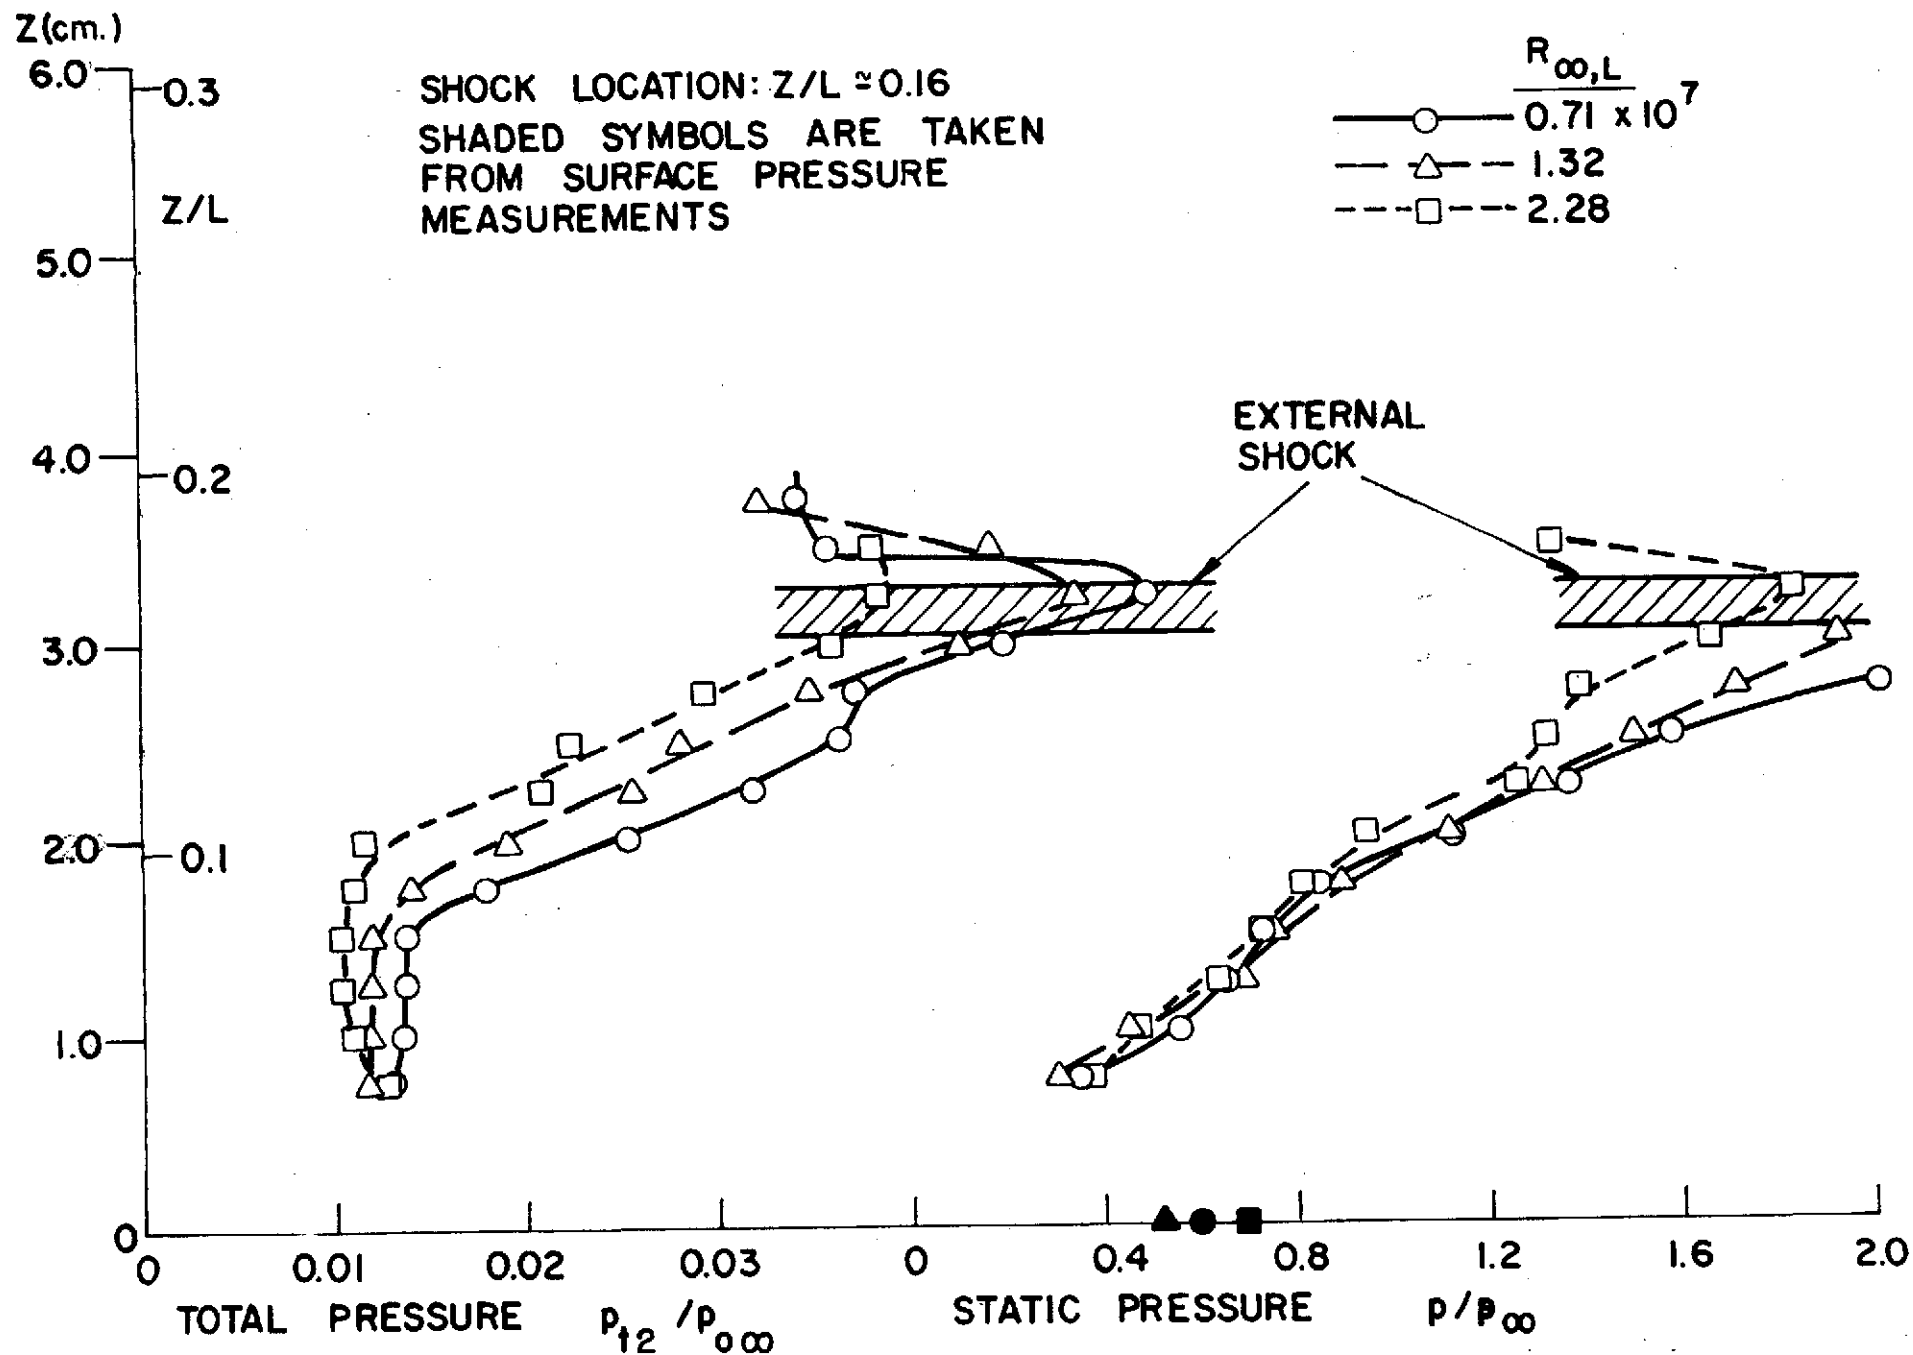 Z(cm.)
6.0
0.3
SHOCK LOCATION: Z/L ≃ 0.16
SHADED SYMBOLS ARE TAKEN
FROM SURFACE PRESSURE
MEASUREMENTS
R∞,L
0.71 x 10^7
1.32
2.28
Z/L
5.0
EXTERNAL
SHOCK
4.0
0.2
3.0
2.0
0.1
1.0
0
0 0.01 0.02 0.03 0 0.4 0.8 1.2 1.6 2.0
TOTAL PRESSURE pt2/po∞ STATIC PRESSURE p/p∞